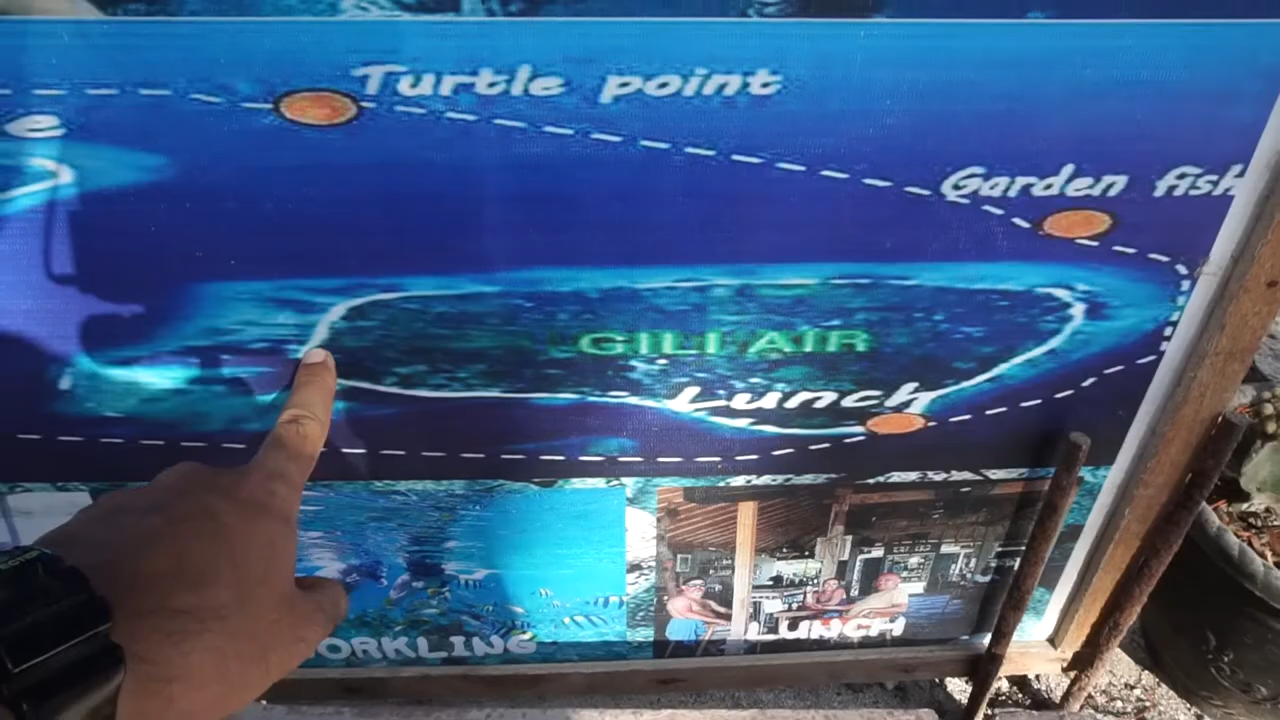 Turtle point
e
Garden fish
GILI AIR
Lunch
ORKLING
LUNCH